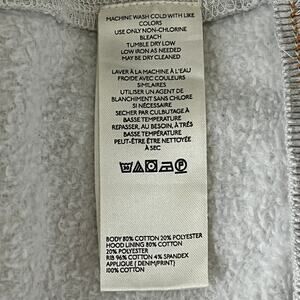 MACHINE WASH COLD WITH LIKE
COLORS
USE ONLY NON-CHLORINE
BLEACH
TUMBLE DRY LOW
LOW IRON AS NEEDED
MAY BE DRY CLEANED
LAVER À LA MACHINE À L'EAU
FROIDE AVEC COULEURS
SIMILAIRES
UTILISER UN AGENT DE
BLANCHIMENT SANS CHLORE
SI NÉCESSAIRE
SECHER PAR CULBUTAGE À
BASSE TEMPERATURE
REPASSER, AU BESOIN, À TRÉS
BASSE TEMPÉRATURE
PEUT-ÊTRE ÊTRE NETTOYÉE
À SEC
BODY 80% COTTON 20% POLYESTER
HOOD LINING 80% COTTON
20% POLYESTER
RIB 96% COTTON 4% SPANDEX
APPLIQUE ( DENIM/PRINT)
100% COTTON